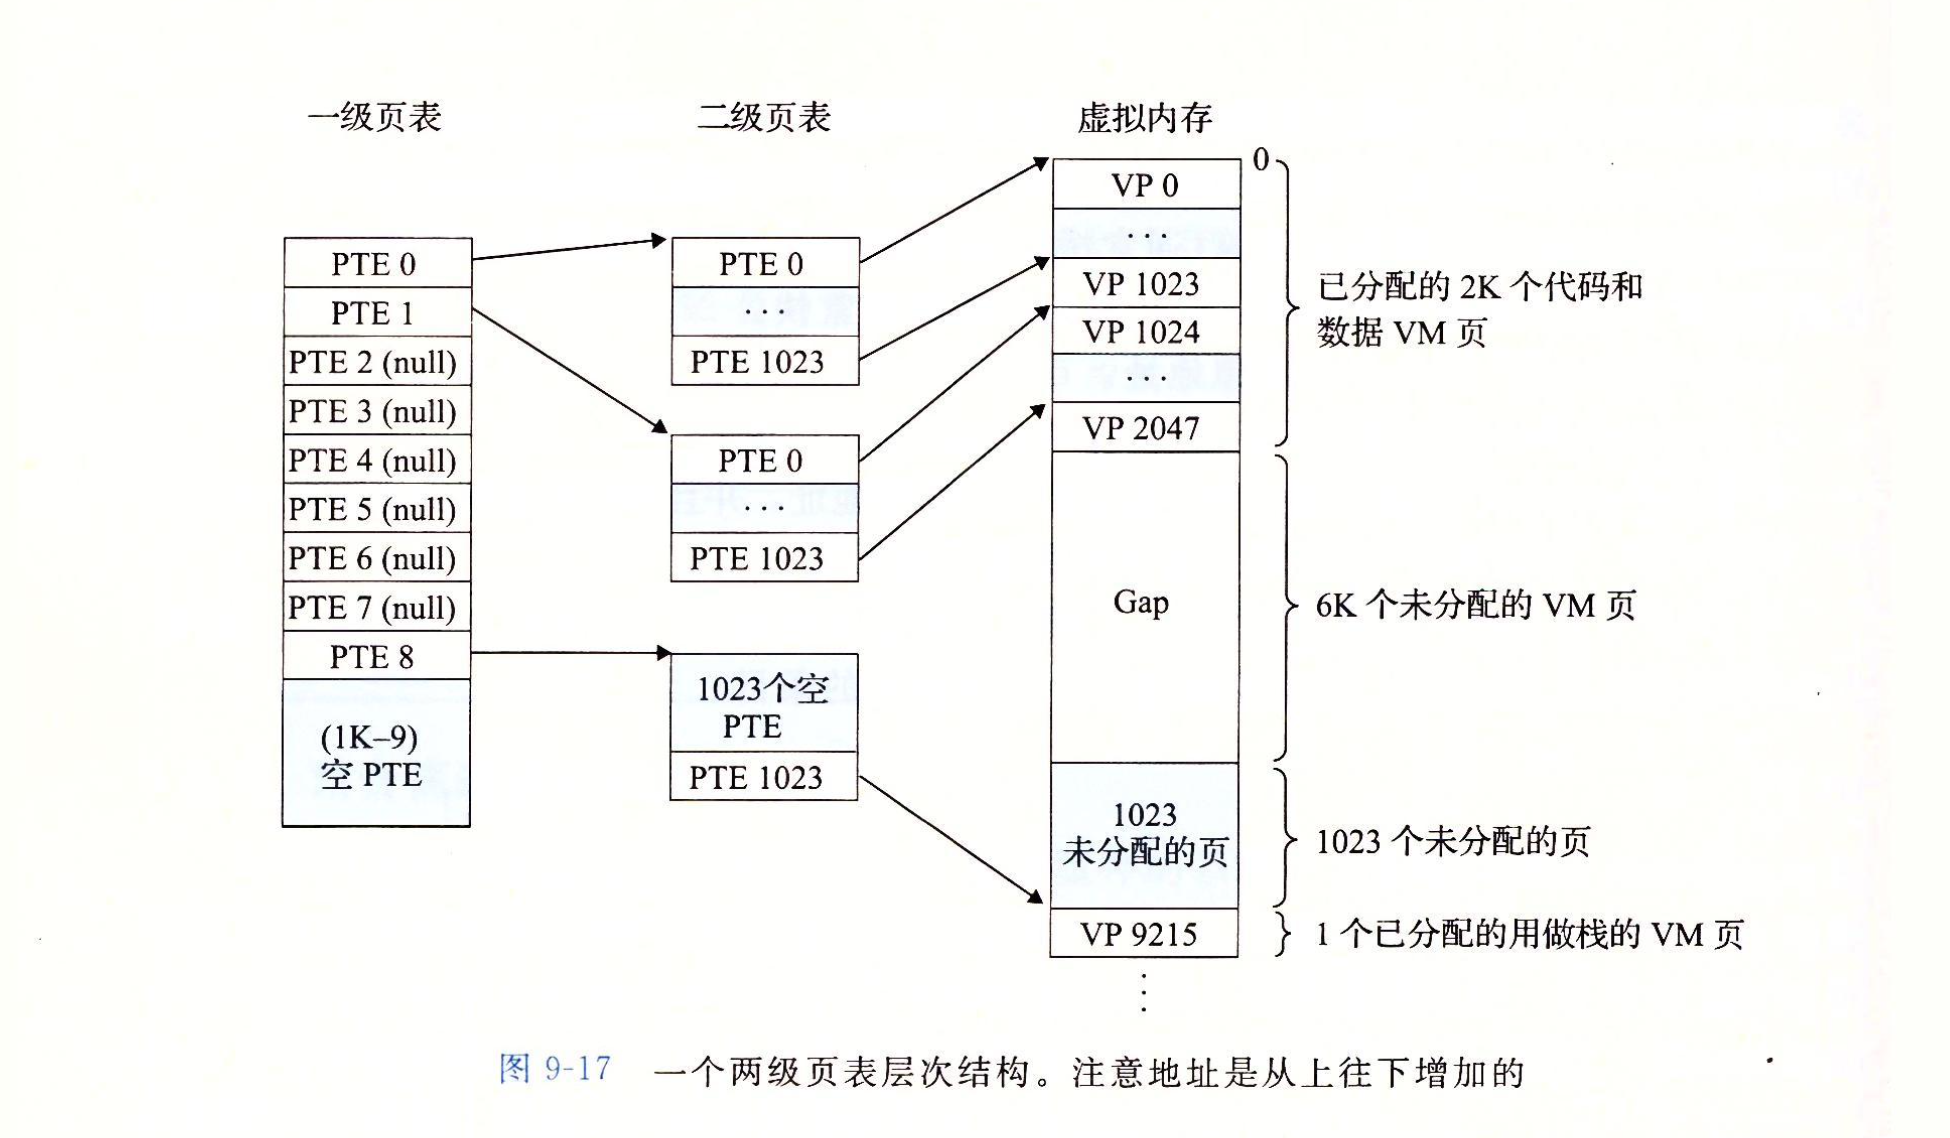 一级页表
二级页表
虚拟内存
PTE 0
PTE 1
PTE 2 (null)
PTE 3 (null)
PTE 4 (null)
PTE 5 (null)
PTE 6 (null)
PTE 7 (null)
PTE 8
(1K–9)
空 PTE
PTE 0
...
PTE 1023
PTE 0
...
PTE 1023
1023个空
PTE
PTE 1023
0
VP 0
...
VP 1023
VP 1024
...
VP 2047
Gap
1023
未分配的页
VP 9215
⋮
已分配的 2K 个代码和
数据 VM 页
6K 个未分配的 VM 页
1023 个未分配的页
1 个已分配的用做栈的 VM 页
图 9-17 一个两级页表层次结构。注意地址是从上往下增加的